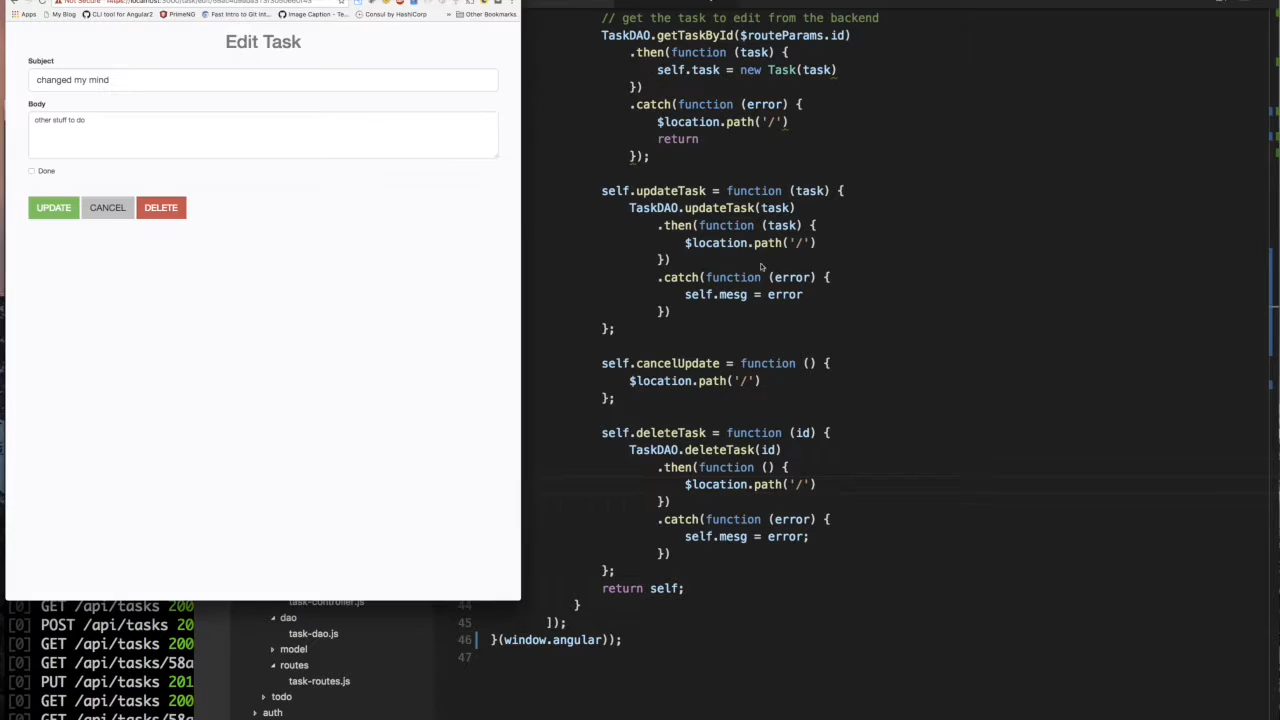 Apps My Blog CLI tool for Angular2 PrimeNG Fast Intro to Git Int... Image Caption - Te... Consul by HashiCorp » Other Bookmarks
Edit Task
Subject
changed my mind
Body
other stuff to do
Done
UPDATE CANCEL DELETE
// get the task to edit from the backend
TaskDAO.getTaskById($routeParams.id)
.then(function (task) {
self.task = new Task(task)
})
.catch(function (error) {
$location.path('/')
return
});
self.updateTask = function (task) {
TaskDAO.updateTask(task)
.then(function (task) {
$location.path('/')
})
.catch(function (error) {
self.mesg = error
})
};
self.cancelUpdate = function () {
$location.path('/')
};
self.deleteTask = function (id) {
TaskDAO.deleteTask(id)
.then(function () {
$location.path('/')
})
.catch(function (error) {
self.mesg = error;
})
};
return self;
44 }
45 ]);
46 }(window.angular));
47
[0] GET /api/tasks 200
[0] POST /api/tasks 20
[0] GET /api/tasks 200
[0] GET /api/tasks/58a
[0] PUT /api/tasks 201
[0] GET /api/tasks 200
[0] GET /api/tasks/58a
task-controller.js
dao
task-dao.js
model
routes
task-routes.js
todo
auth